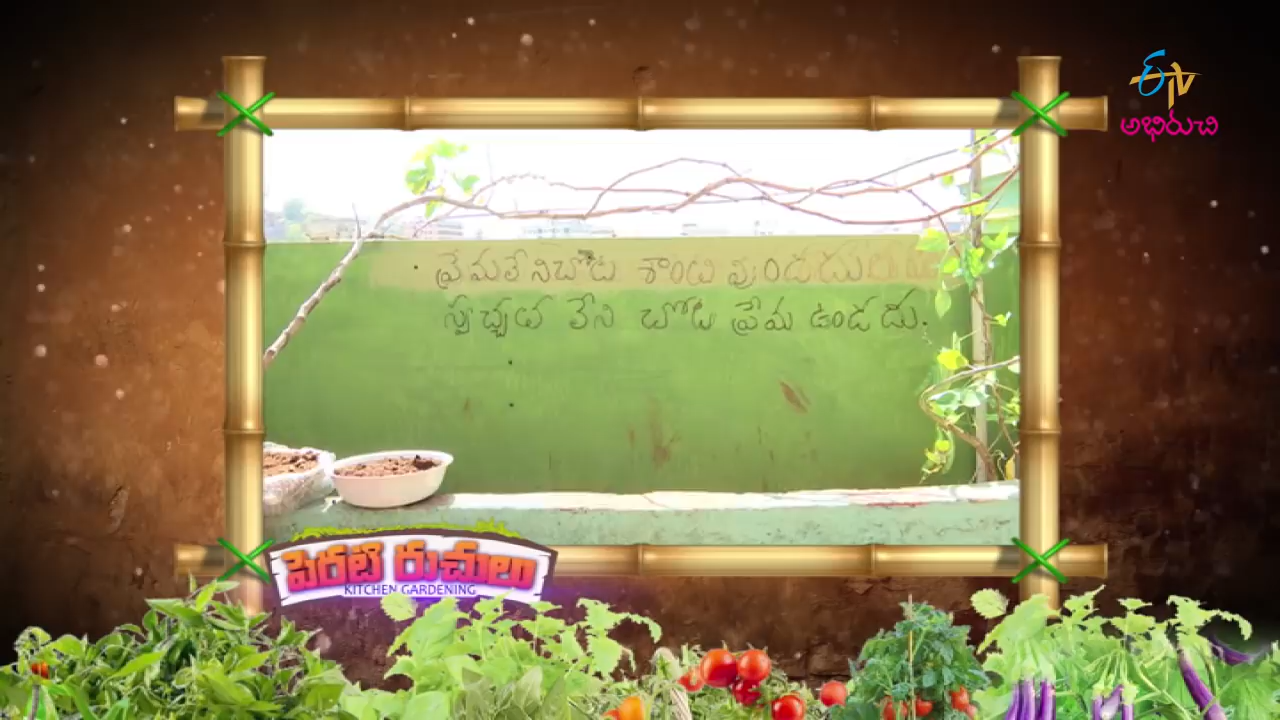 ETV
అభిరుచి
ప్రేమలేనిచోట శాంతి వుండదు
స్వచ్ఛత లేని చోట ప్రేమ ఉండదు.
పెరటి రుచులు
KITCHEN GARDENING